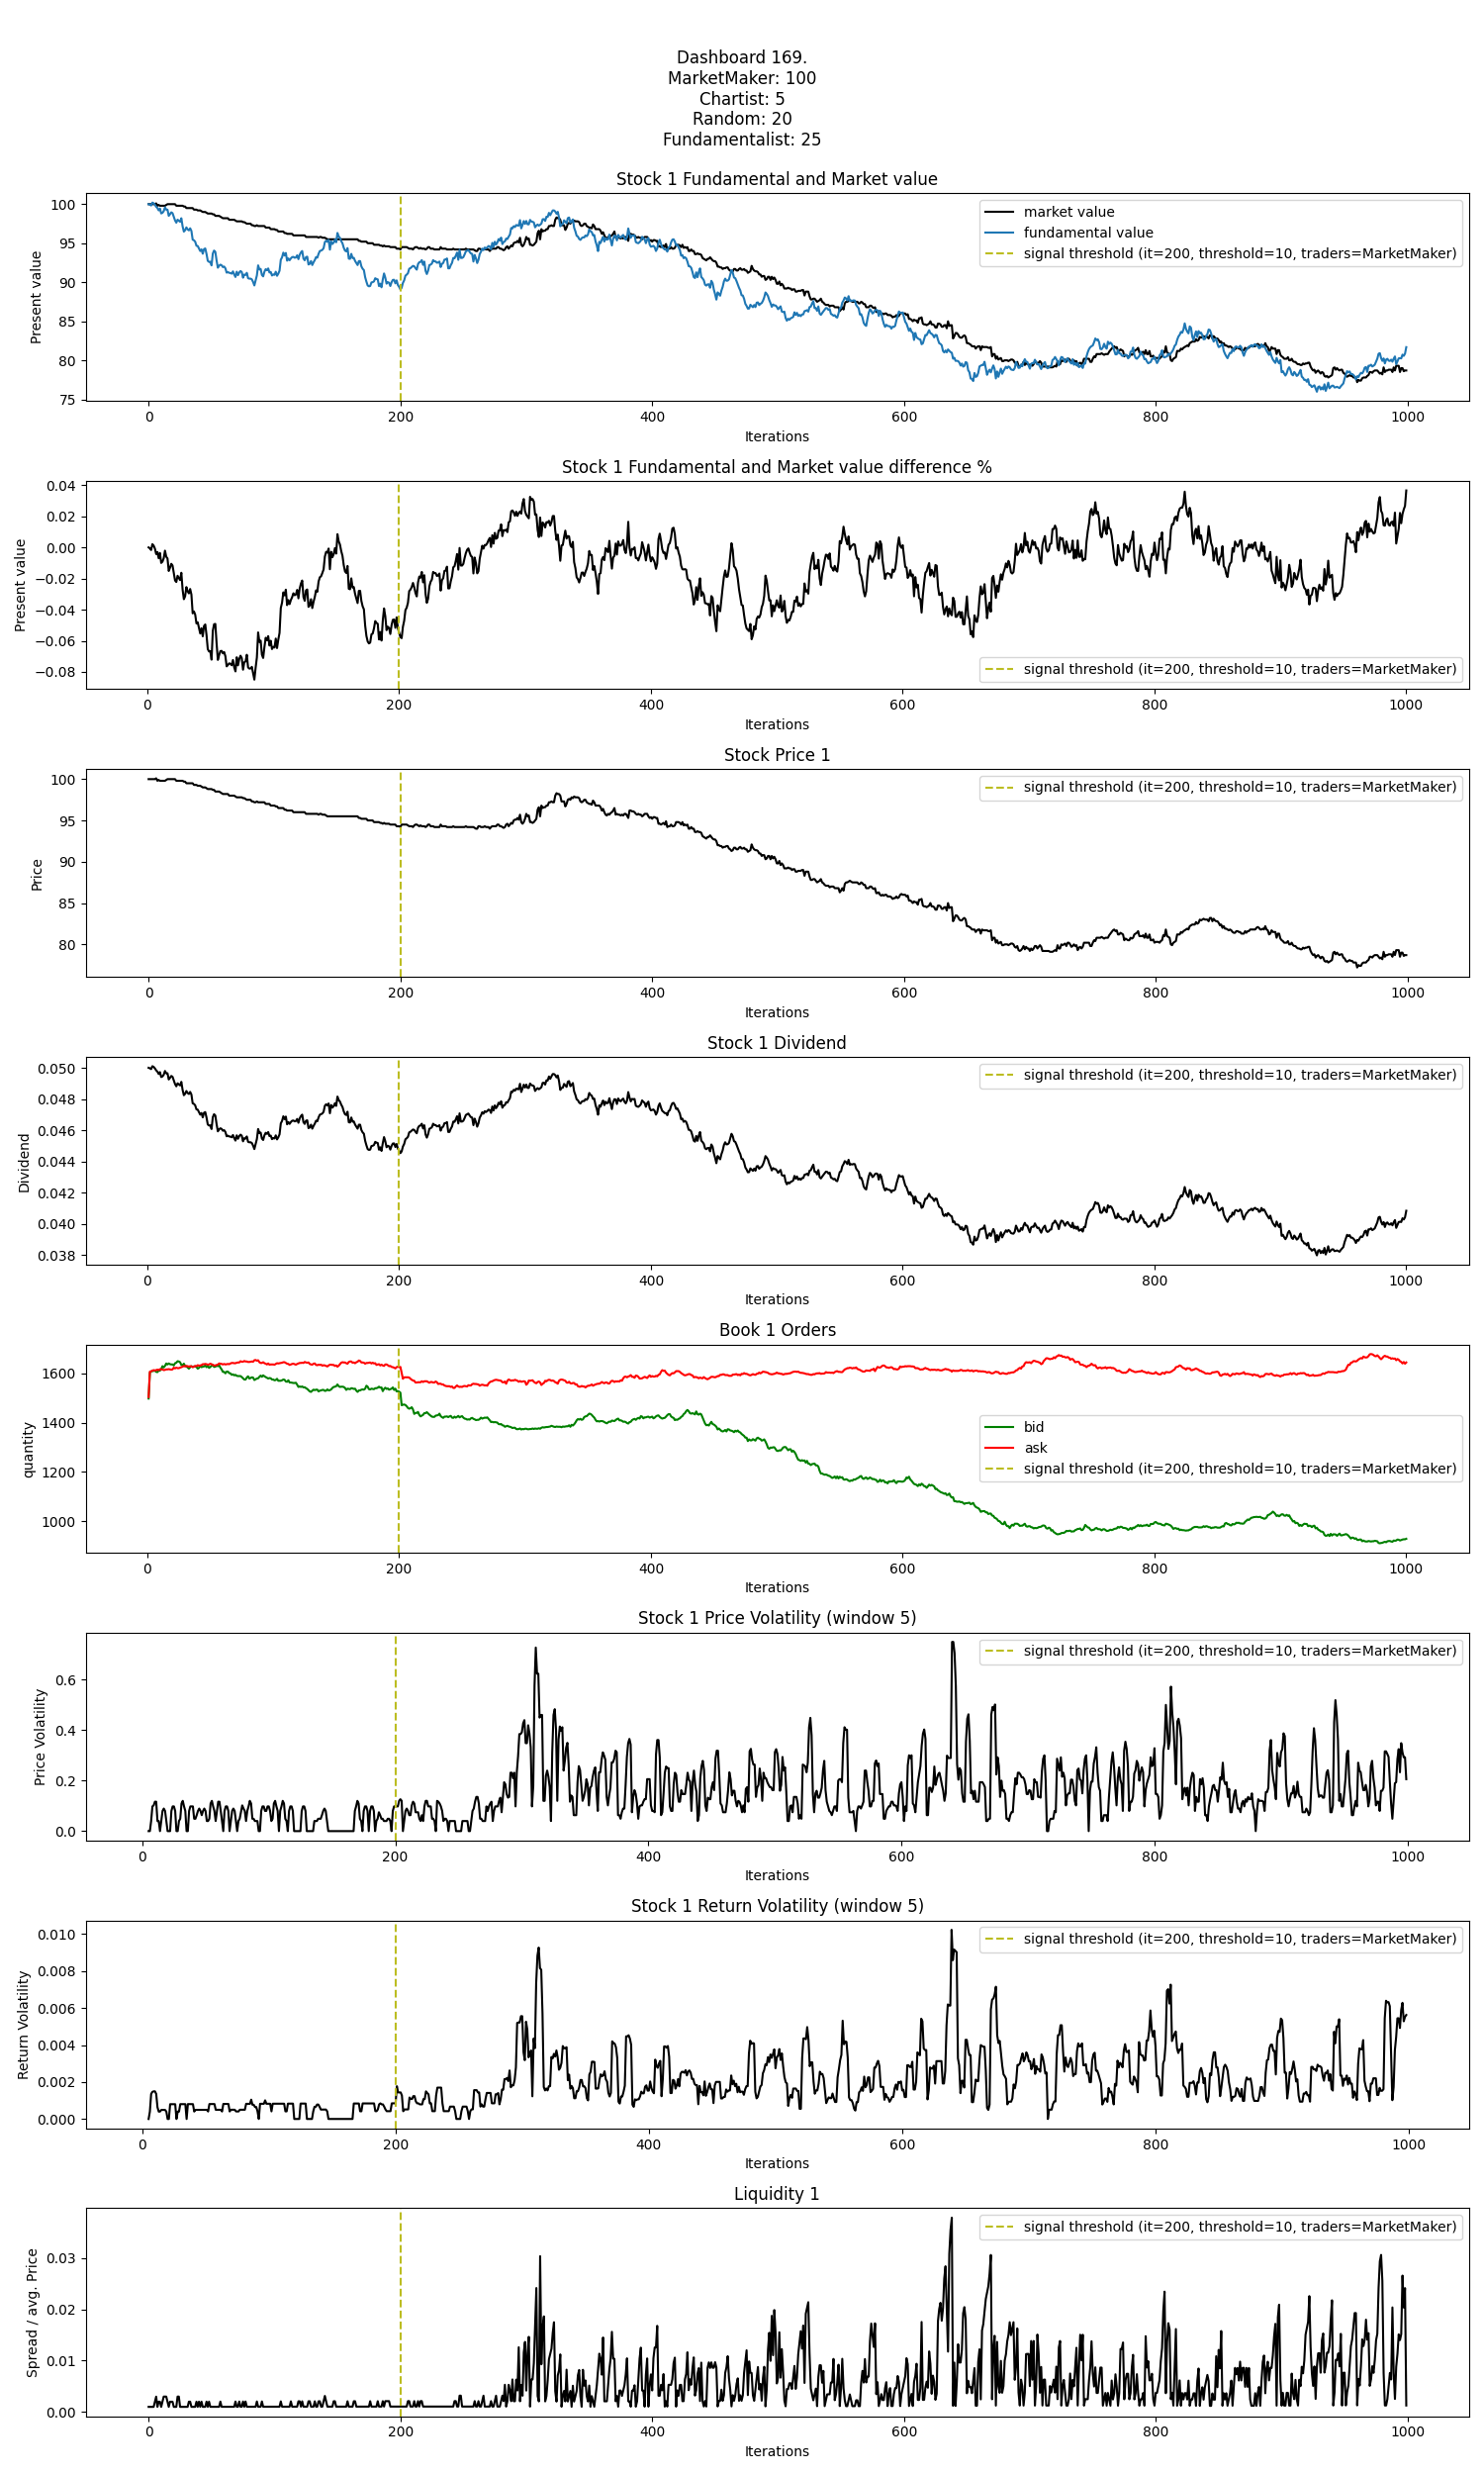 Dashboard 169.
MarketMaker: 100
Chartist: 5
Random: 20
Fundamentalist: 25
Stock 1 Fundamental and Market value
Present value
100
95
90
85
80
75
market value
fundamental value
signal threshold (it=200, threshold=10, traders=MarketMaker)
0 200 400 600 800 1000
Iterations
Stock 1 Fundamental and Market value difference %
Present value
0.04
0.02
0.00
−0.02
−0.04
−0.06
−0.08
signal threshold (it=200, threshold=10, traders=MarketMaker)
0 200 400 600 800 1000
Iterations
Stock Price 1
Price
100
95
90
85
80
signal threshold (it=200, threshold=10, traders=MarketMaker)
0 200 400 600 800 1000
Iterations
Stock 1 Dividend
Dividend
0.050
0.048
0.046
0.044
0.042
0.040
0.038
signal threshold (it=200, threshold=10, traders=MarketMaker)
0 200 400 600 800 1000
Iterations
Book 1 Orders
quantity
1600
1400
1200
1000
bid
ask
signal threshold (it=200, threshold=10, traders=MarketMaker)
0 200 400 600 800 1000
Iterations
Stock 1 Price Volatility (window 5)
Price Volatility
0.6
0.4
0.2
0.0
signal threshold (it=200, threshold=10, traders=MarketMaker)
0 200 400 600 800 1000
Iterations
Stock 1 Return Volatility (window 5)
Return Volatility
0.010
0.008
0.006
0.004
0.002
0.000
signal threshold (it=200, threshold=10, traders=MarketMaker)
0 200 400 600 800 1000
Iterations
Liquidity 1
Spread / avg. Price
0.03
0.02
0.01
0.00
signal threshold (it=200, threshold=10, traders=MarketMaker)
0 200 400 600 800 1000
Iterations